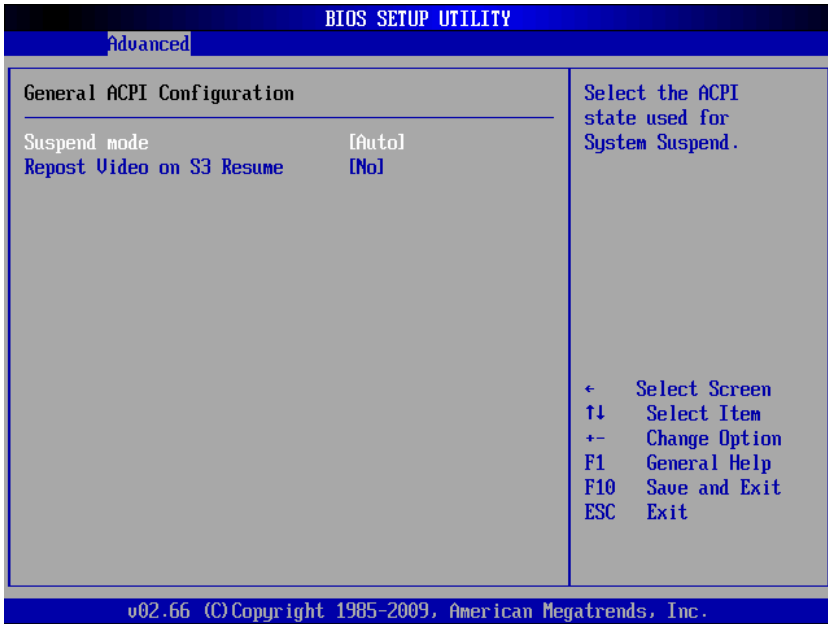 BIOS SETUP UTILITY
Advanced
General ACPI Configuration
Suspend mode [Auto]
Repost Video on S3 Resume [No]
Select the ACPI
state used for
System Suspend.
← Select Screen
↑↓ Select Item
+- Change Option
F1 General Help
F10 Save and Exit
ESC Exit
v02.66 (C)Copyright 1985-2009, American Megatrends, Inc.